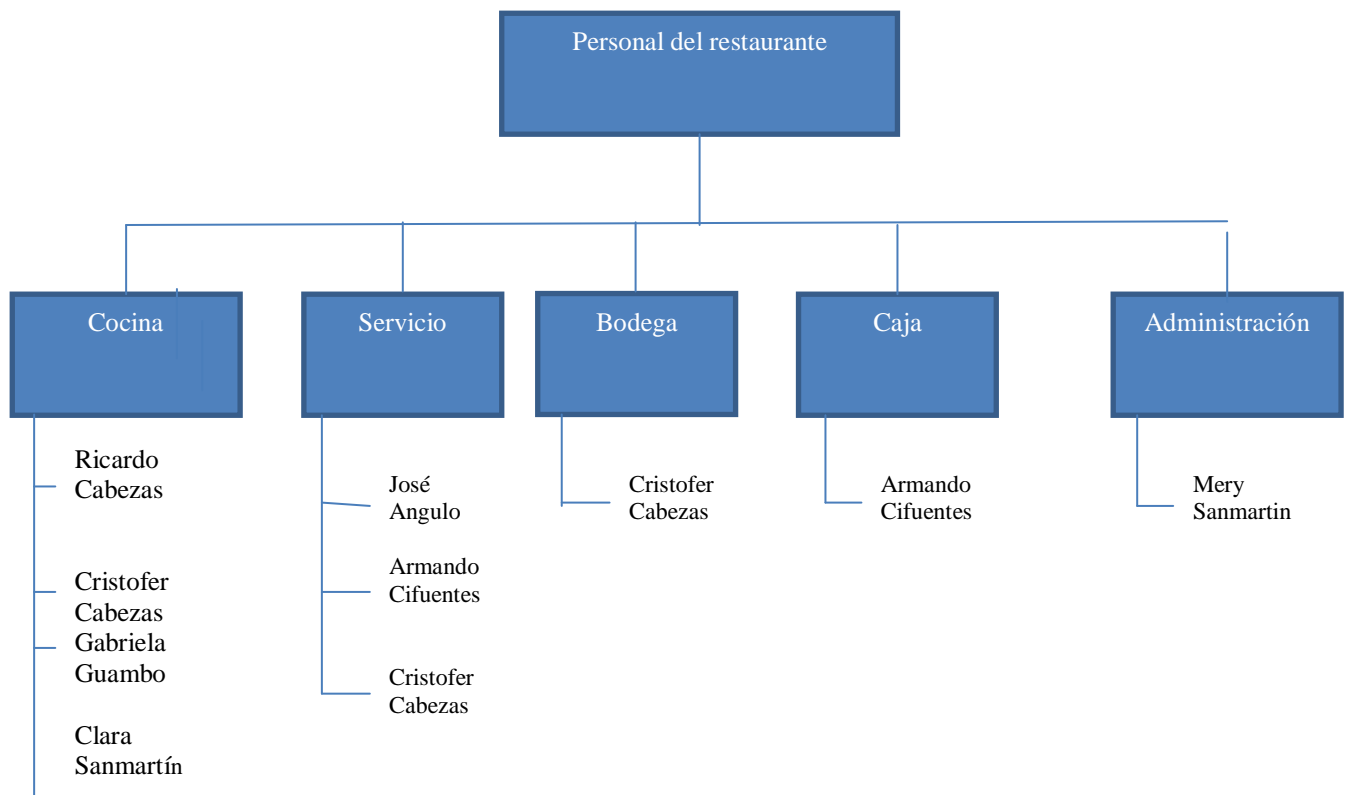 Personal del restaurante
Cocina
Servicio
Bodega
Caja
Administración
Ricardo
Cabezas
Cristofer
Cabezas
Gabriela
Guambo
Clara
Sanmartín
José
Angulo
Armando
Cifuentes
Cristofer
Cabezas
Cristofer
Cabezas
Armando
Cifuentes
Mery
Sanmartin